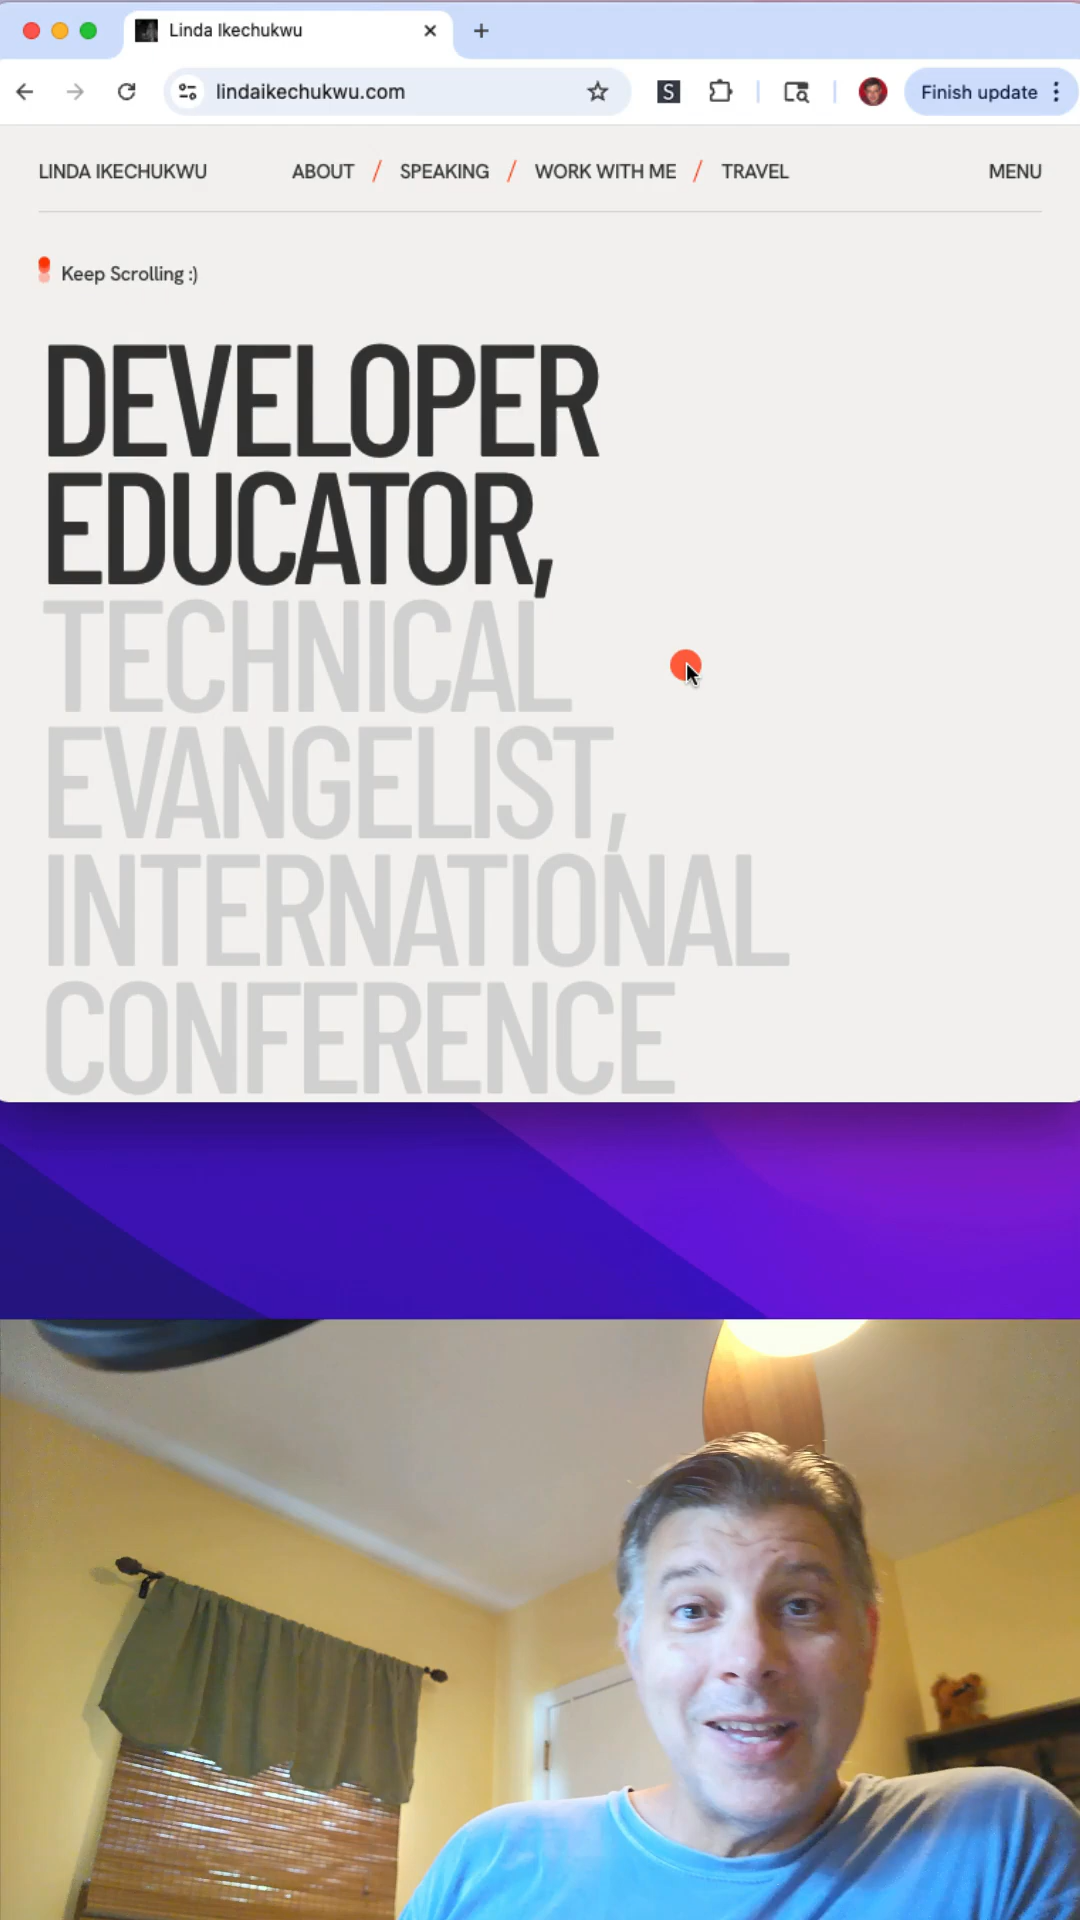 Linda Ikechukwu
lindaikechukwu.com
S
Finish update
LINDA IKECHUKWU ABOUT / SPEAKING / WORK WITH ME / TRAVEL MENU
Keep Scrolling :)
DEVELOPER
EDUCATOR,
TECHNICAL
EVANGELIST,
INTERNATIONAL
CONFERENCE